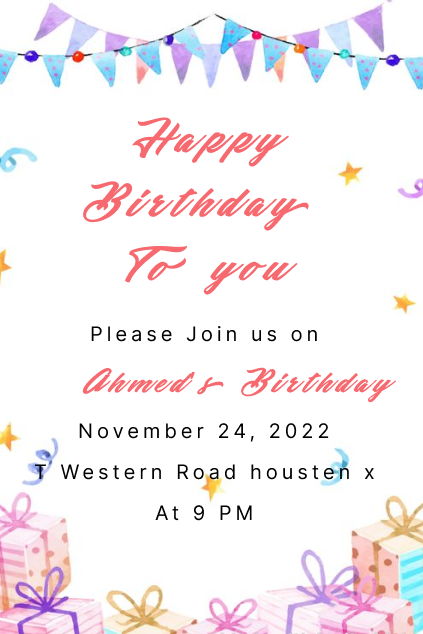 Happy
Birthday
To you
Please Join us on
Ahmed's Birthday
November 24, 2022
T Western Road housten x
At 9 PM